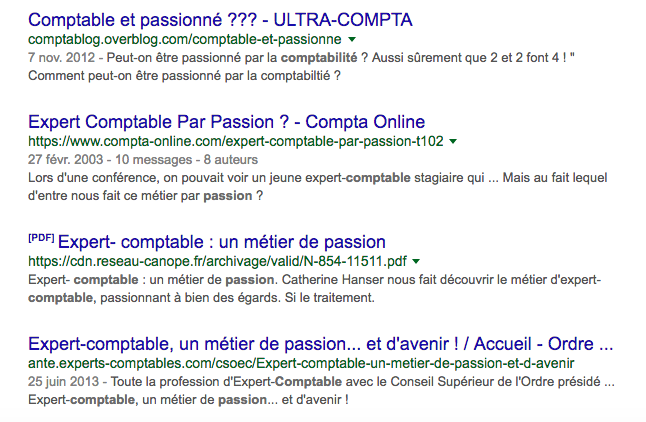 Comptable et passionné ??? - ULTRA-COMPTA
comptablog.overblog.com/comptable-et-passionne
7 nov. 2012 - Peut-on être passionné par la comptabilité ? Aussi sûrement que 2 et 2 font 4 ! "
Comment peut-on être passionné par la comptabiltié ?
Expert Comptable Par Passion ? - Compta Online
https://www.compta-online.com/expert-comptable-par-passion-t102
27 févr. 2003 - 10 messages - 8 auteurs
Lors d'une conférence, on pouvait voir un jeune expert-comptable stagiaire qui ... Mais au fait lequel
d'entre nous fait ce métier par passion ?
[PDF] Expert- comptable : un métier de passion
https://cdn.reseau-canope.fr/archivage/valid/N-854-11511.pdf
Expert- comptable : un métier de passion. Catherine Hanser nous fait découvrir le métier d'expert-
comptable, passionnant à bien des égards. Si le traitement.
Expert-comptable, un métier de passion... et d'avenir ! / Accueil - Ordre ...
ante.experts-comptables.com/csoec/Expert-comptable-un-metier-de-passion-et-d-avenir
25 juin 2013 - Toute la profession d'Expert-Comptable avec le Conseil Supérieur de l'Ordre présidé ...
Expert-comptable, un métier de passion... et d'avenir !